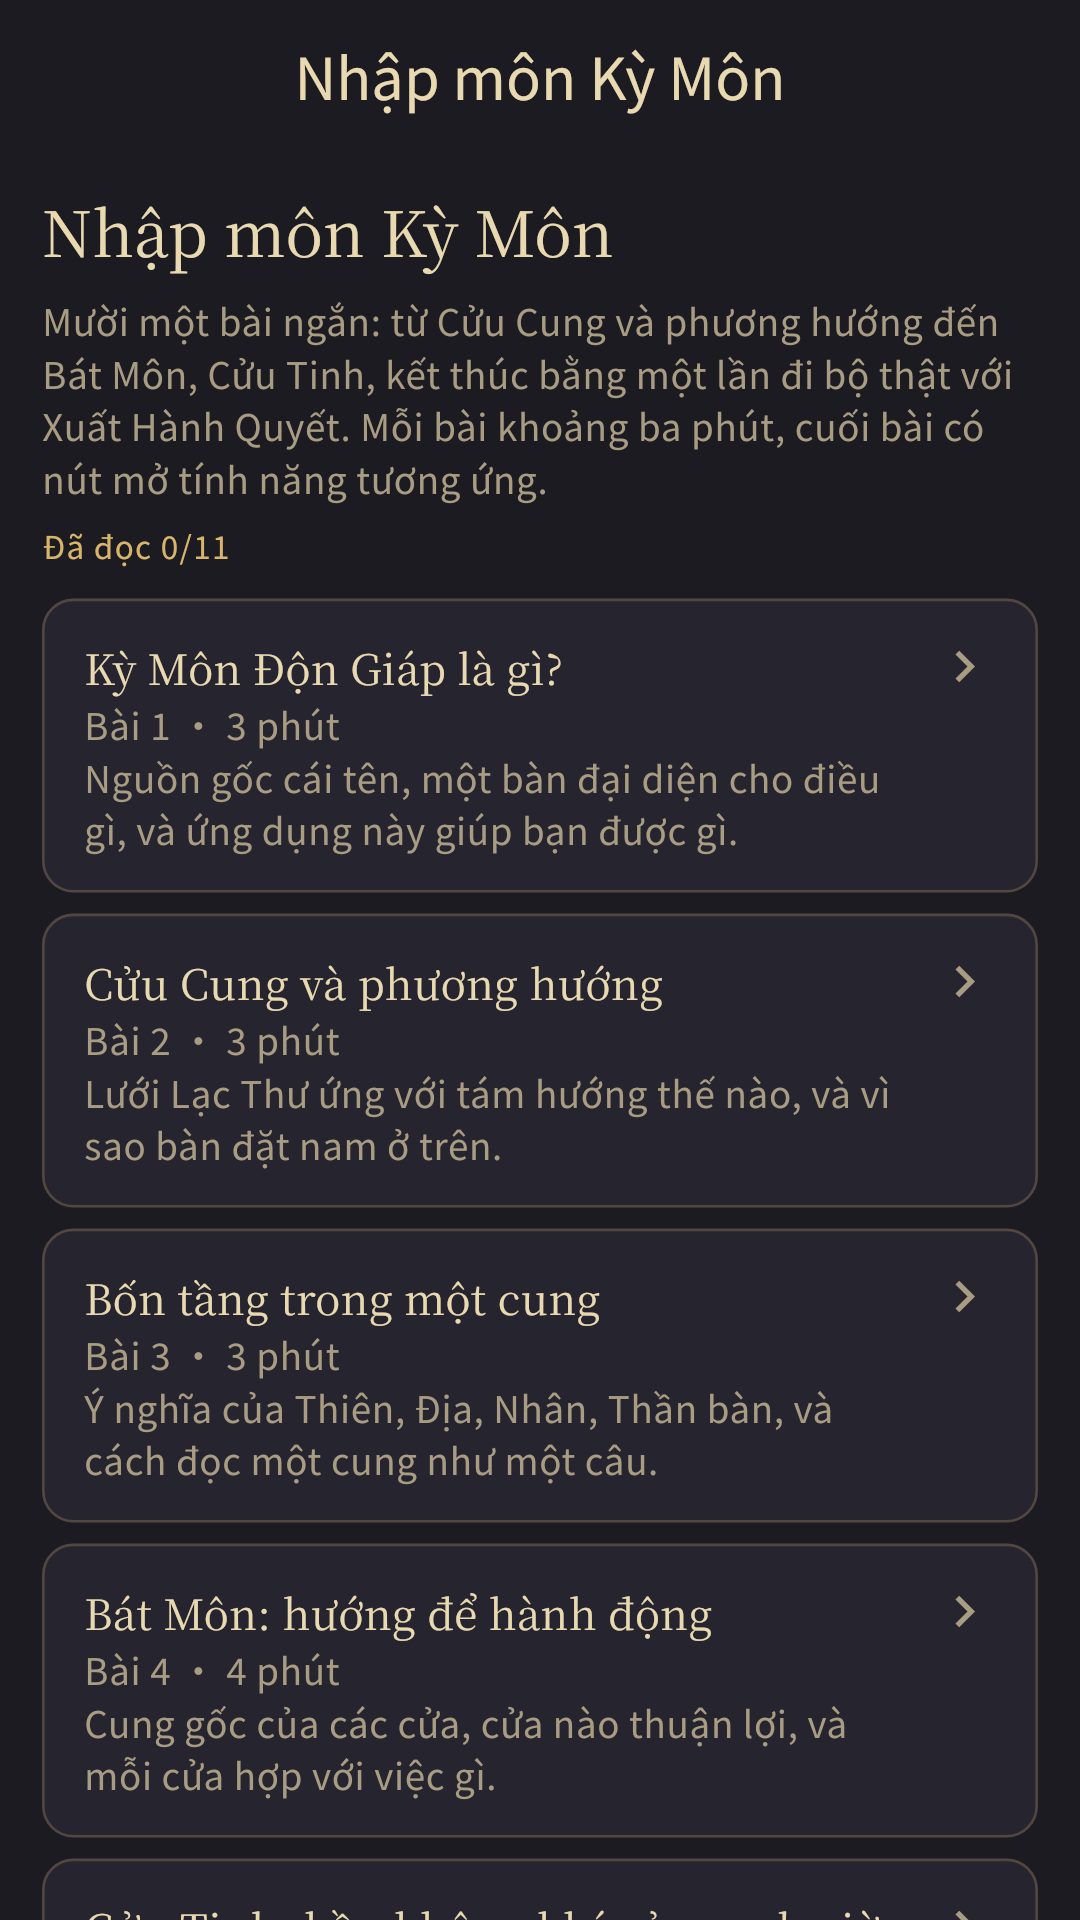 Nhập môn Kỳ Môn
Nhập môn Kỳ Môn
Mười một bài ngắn: từ Cửu Cung và phương hướng đến
Bát Môn, Cửu Tinh, kết thúc bằng một lần đi bộ thật với
Xuất Hành Quyết. Mỗi bài khoảng ba phút, cuối bài có
nút mở tính năng tương ứng.
Đã đọc 0/11
Kỳ Môn Độn Giáp là gì?
Bài 1 · 3 phút
Nguồn gốc cái tên, một bàn đại diện cho điều
gì, và ứng dụng này giúp bạn được gì.
Cửu Cung và phương hướng
Bài 2 · 3 phút
Lưới Lạc Thư ứng với tám hướng thế nào, và vì
sao bàn đặt nam ở trên.
Bốn tầng trong một cung
Bài 3 · 3 phút
Ý nghĩa của Thiên, Địa, Nhân, Thần bàn, và
cách đọc một cung như một câu.
Bát Môn: hướng để hành động
Bài 4 · 4 phút
Cung gốc của các cửa, cửa nào thuận lợi, và
mỗi cửa hợp với việc gì.